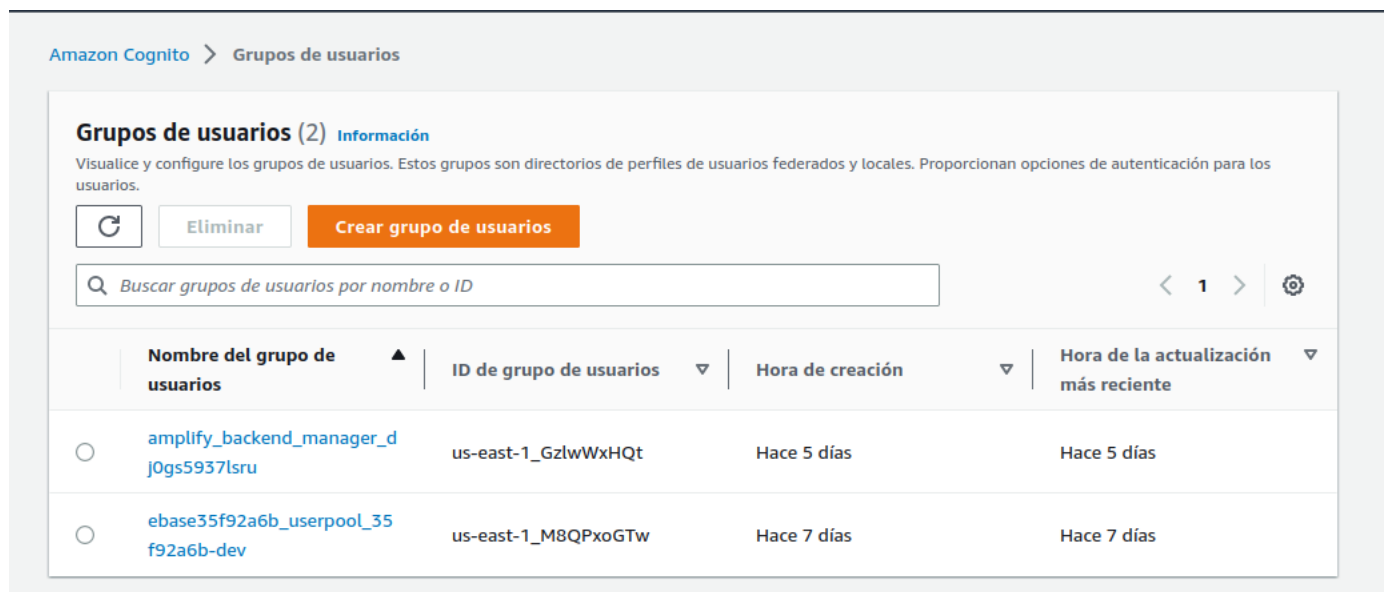 Amazon Cognito > Grupos de usuarios
Grupos de usuarios (2) Información
Visualice y configure los grupos de usuarios. Estos grupos son directorios de perfiles de usuarios federados y locales. Proporcionan opciones de autenticación para los
usuarios.
Eliminar
Crear grupo de usuarios
Buscar grupos de usuarios por nombre o ID
< 1 >
Nombre del grupo de
usuarios
ID de grupo de usuarios
Hora de creación
Hora de la actualización
más reciente
amplify_backend_manager_d
j0gs5937lsru
us-east-1_GzlwWxHQt
Hace 5 días
Hace 5 días
ebase35f92a6b_userpool_35
f92a6b-dev
us-east-1_M8QPxoGTw
Hace 7 días
Hace 7 días